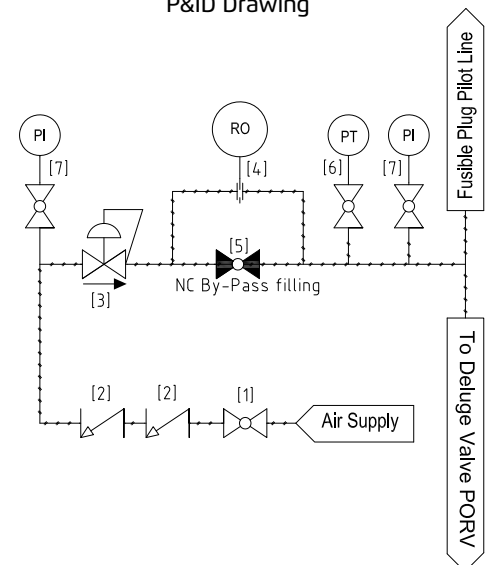 P&ID Drawing
Fusible Plug Pilot Line
PI
RO
PT
PI
[7]
[4]
[6]
[7]
[5]
[3]
NC By-Pass filling
[2]
[2]
[1]
Air Supply
To Deluge Valve PORV